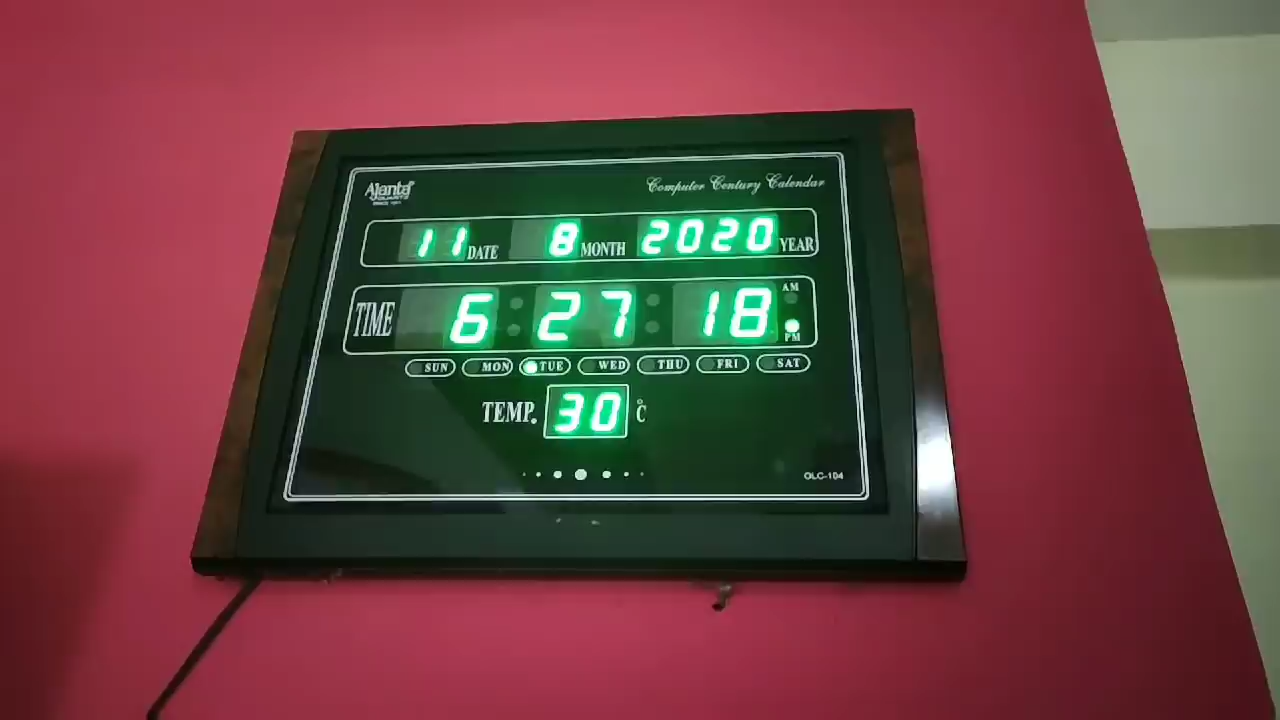 Ajanta
QUARTZ
Computer Century Calendar
11 DATE 8 MONTH 2020 YEAR
TIME 6 27 18 AM
PM
SUN MON TUE WED THU FRI SAT
TEMP. 30 °C
OLC-104